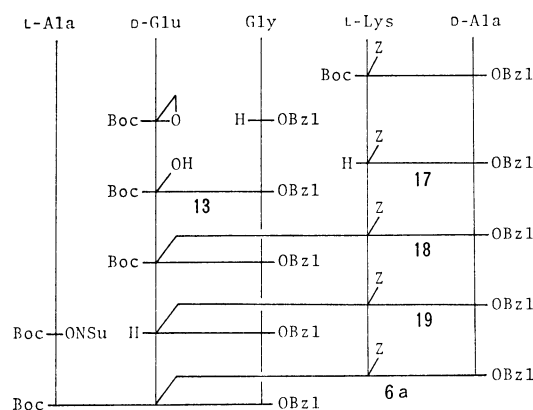 L-Ala D-Glu Gly L-Lys D-Ala
Z
Boc OBzl
Boc O H OBzl
Z
OH H 17
Boc OBzl
13
Z
18 OBzl
Boc OBzl
Z
19 OBzl
Boc ONSu H OBzl
Z
6a OBzl
Boc OBzl